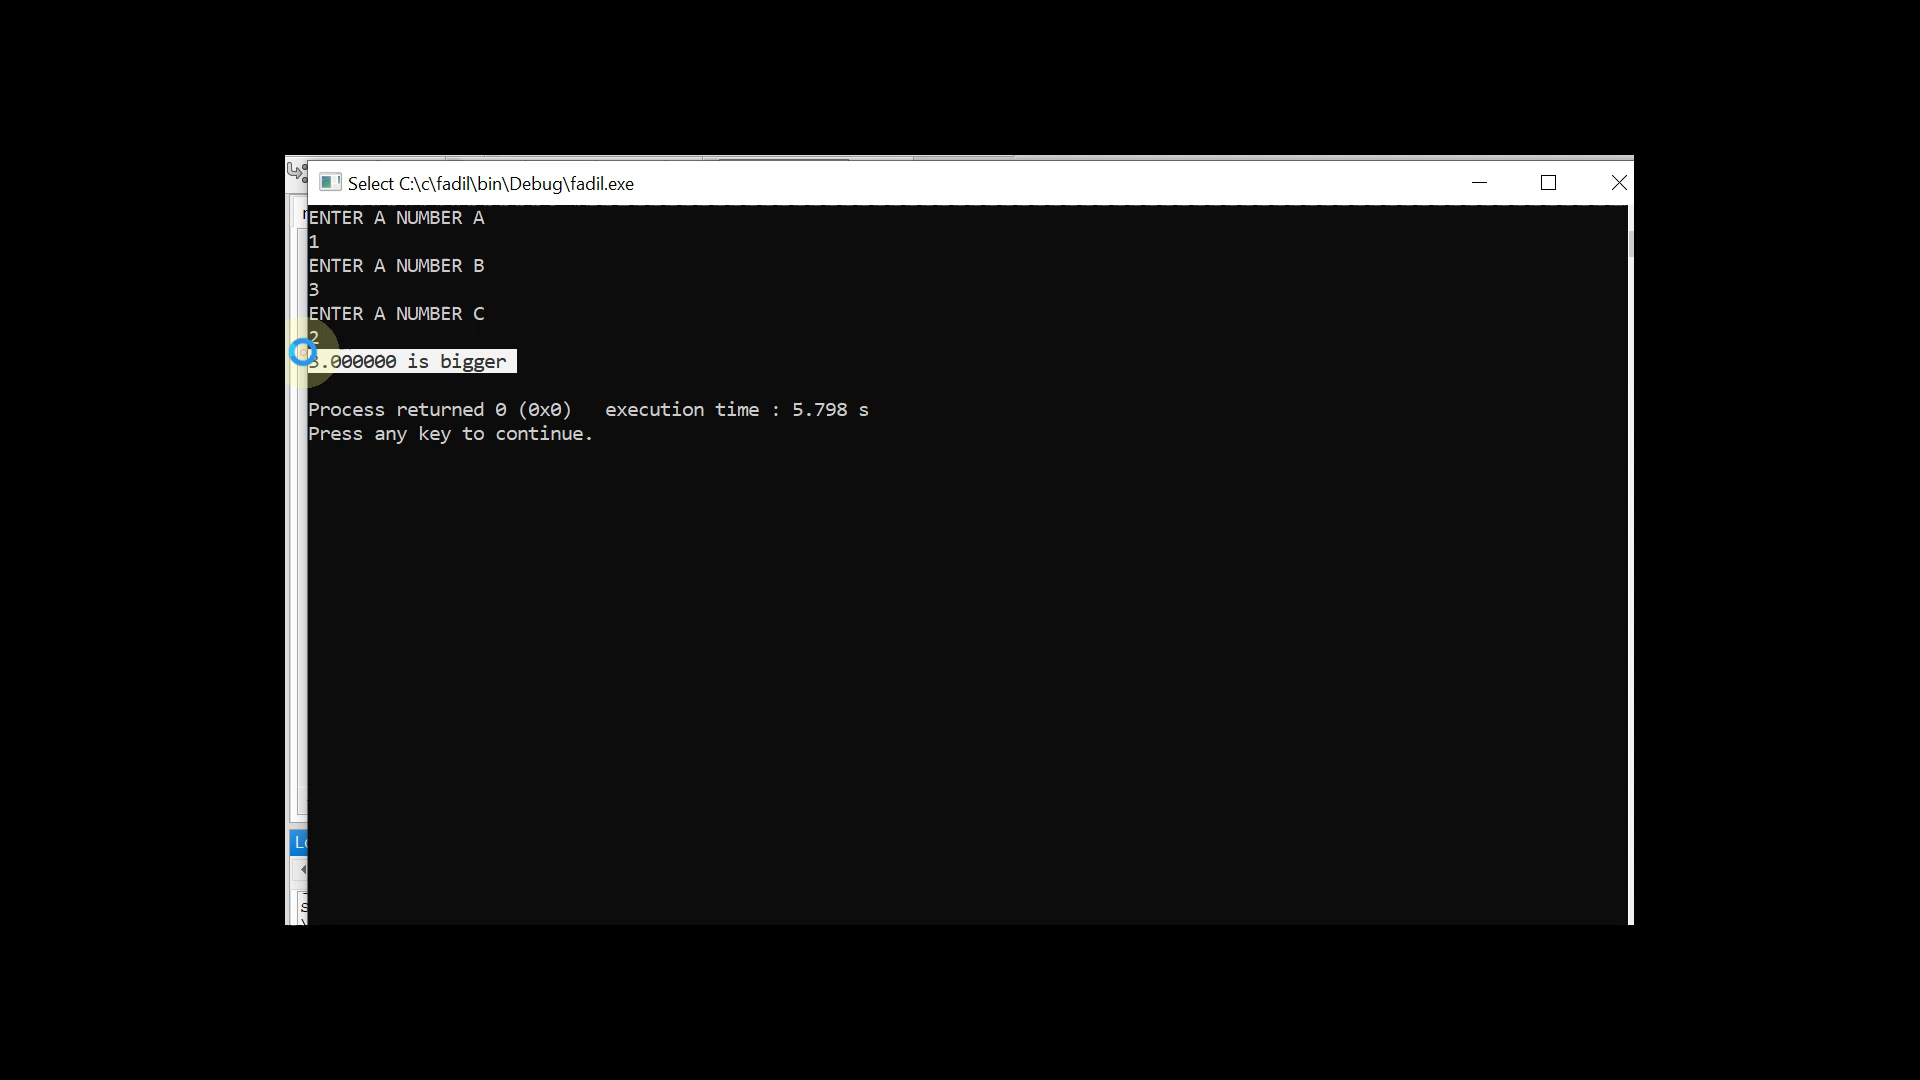 Select C:\c\fadil\bin\Debug\fadil.exe
ENTER A NUMBER A
1
ENTER A NUMBER B
3
ENTER A NUMBER C
2
3.000000 is bigger
Process returned 0 (0x0)   execution time : 5.798 s
Press any key to continue.